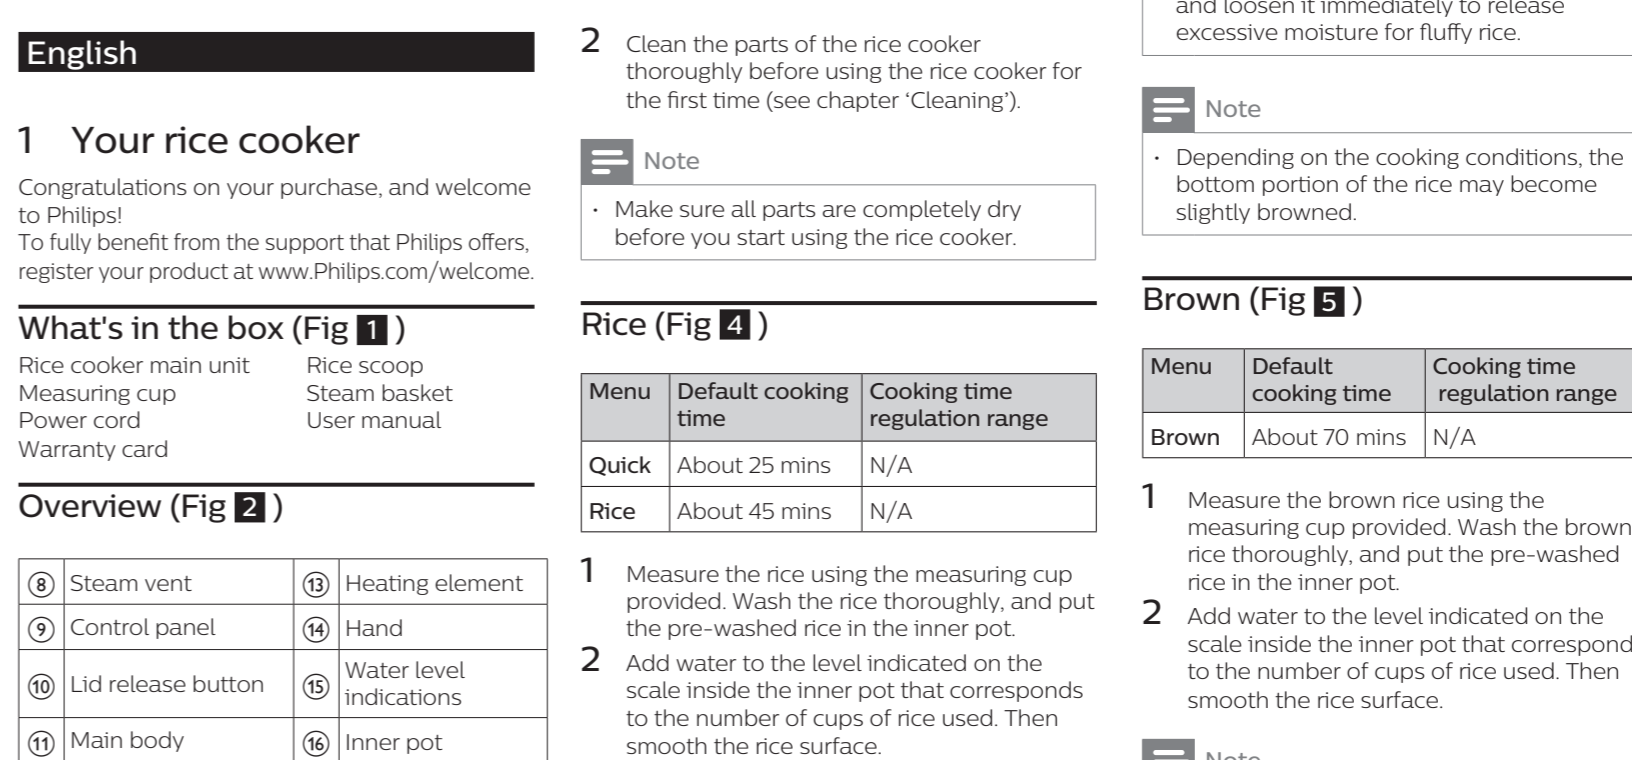 English
1 Your rice cooker
Congratulations on your purchase, and welcome
to Philips!
To fully benefit from the support that Philips offers,
register your product at www.Philips.com/welcome.
What's in the box (Fig 1 )
Rice cooker main unit Rice scoop
Measuring cup Steam basket
Power cord User manual
Warranty card
Overview (Fig 2 )
⑧ Steam vent ⑬ Heating element
⑨ Control panel ⑭ Hand
⑩ Lid release button ⑮ Water level
indications
⑪ Main body ⑯ Inner pot
2 Clean the parts of the rice cooker
thoroughly before using the rice cooker for
the first time (see chapter ‘Cleaning’).
Note
• Make sure all parts are completely dry
before you start using the rice cooker.
Rice (Fig 4 )
Menu Default cooking Cooking time
time regulation range
Quick About 25 mins N/A
Rice About 45 mins N/A
1 Measure the rice using the measuring cup
provided. Wash the rice thoroughly, and put
the pre-washed rice in the inner pot.
2 Add water to the level indicated on the
scale inside the inner pot that corresponds
to the number of cups of rice used. Then
smooth the rice surface.
and loosen it immediately to release
excessive moisture for fluffy rice.
Note
• Depending on the cooking conditions, the
bottom portion of the rice may become
slightly browned.
Brown (Fig 5 )
Menu Default Cooking time
cooking time regulation range
Brown About 70 mins N/A
1 Measure the brown rice using the
measuring cup provided. Wash the brown
rice thoroughly, and put the pre-washed
rice in the inner pot.
2 Add water to the level indicated on the
scale inside the inner pot that correspond
to the number of cups of rice used. Then
smooth the rice surface.
Note